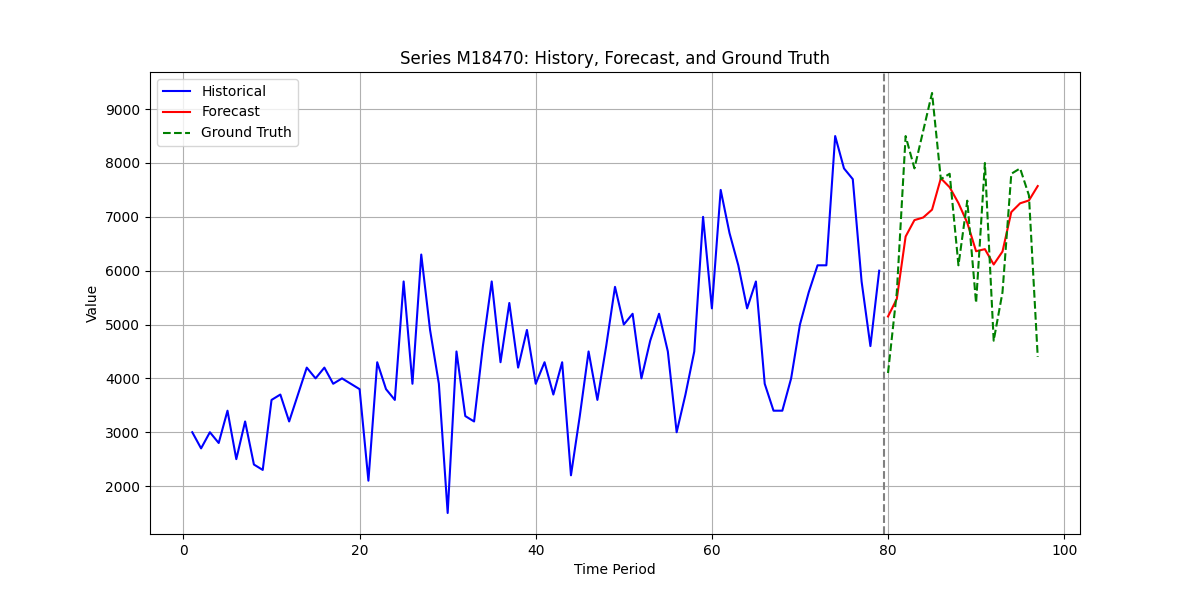 Series M18470: History, Forecast, and Ground Truth
Historical
Forecast
Ground Truth
9000
8000
7000
6000
5000
4000
3000
2000
Value
0 20 40 60 80 100
Time Period